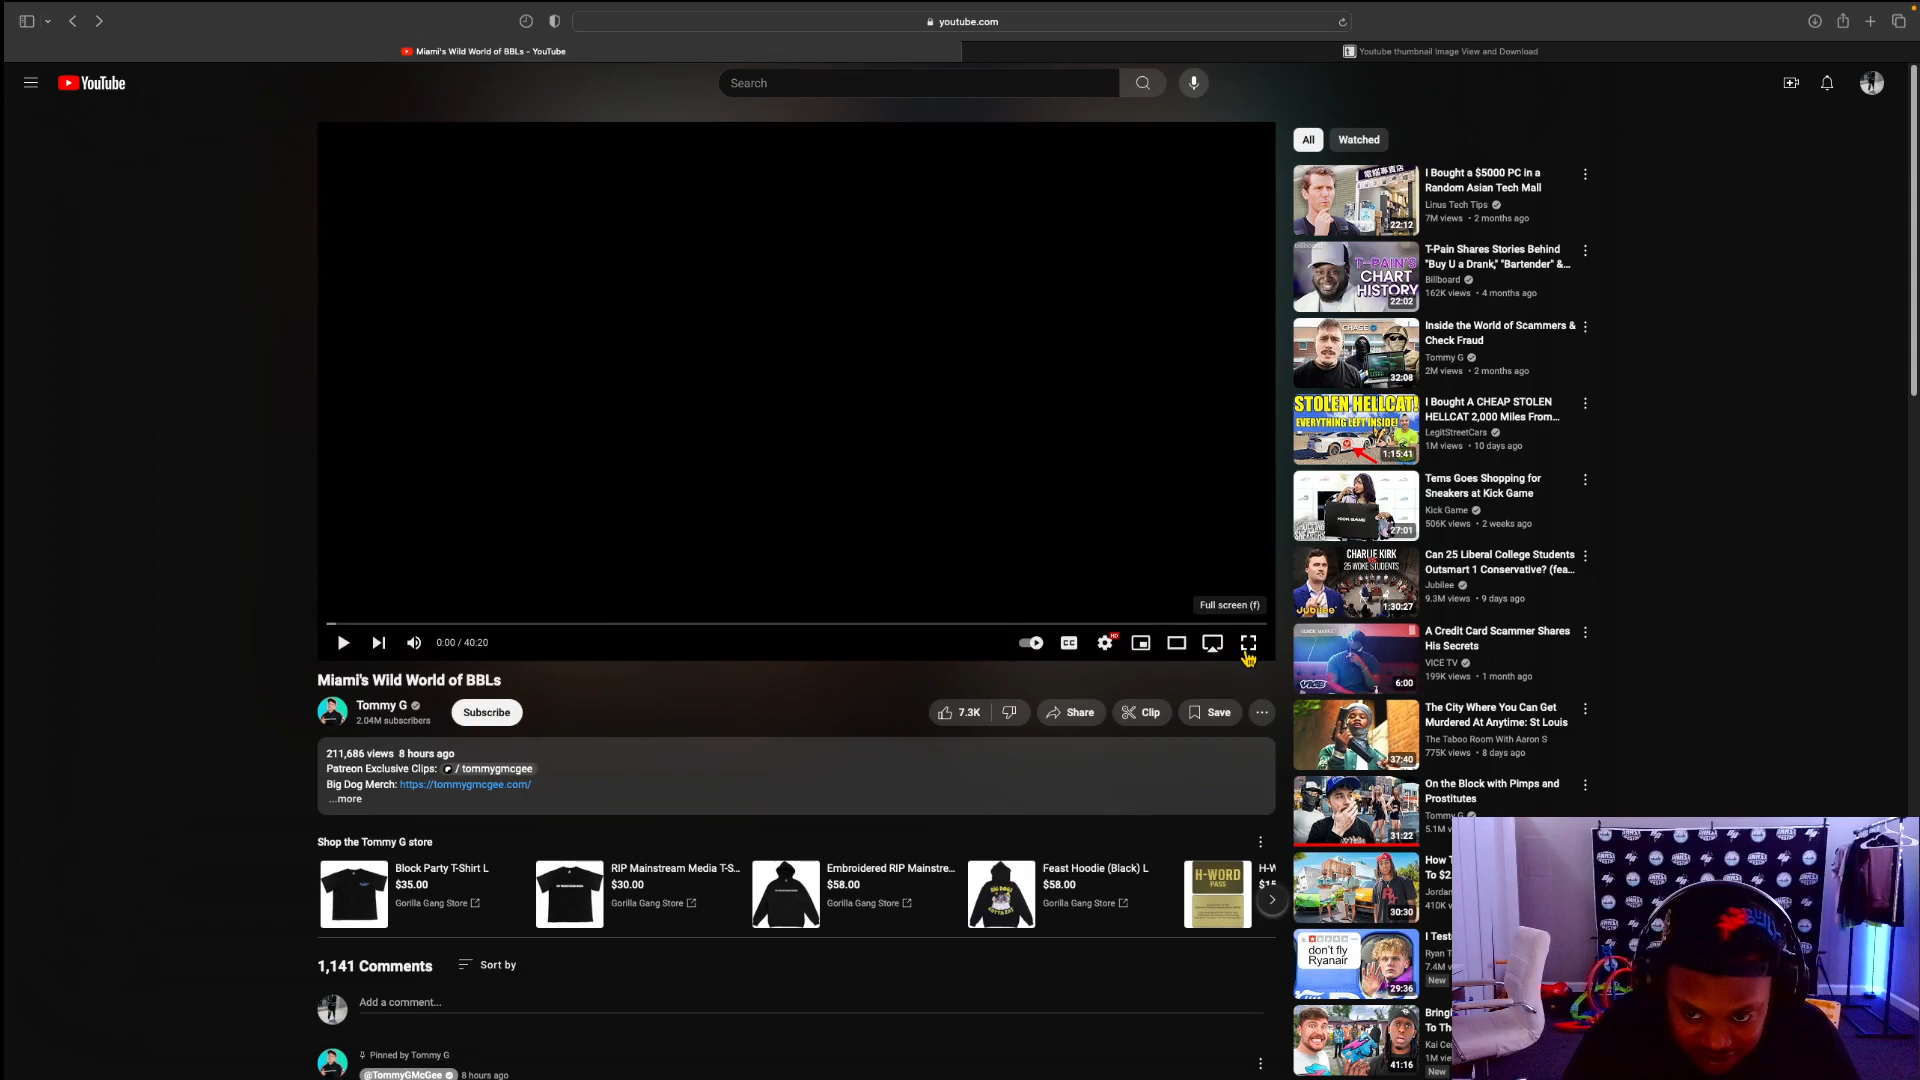 youtube.com
Miami's Wild World of BBLs - YouTube
Youtube thumbnail Image View and Download
YouTube
Search
All
Watched
I Bought a $5000 PC in a
Random Asian Tech Mall
Linus Tech Tips
7M views • 2 months ago
22:12
billboard
T-PAIN'S
CHART
HISTORY
22:02
T-Pain Shares Stories Behind
"Buy U a Drank," "Bartender" &...
Billboard
162K views • 4 months ago
CHASE
32:08
Inside the World of Scammers &
Check Fraud
Tommy G
2M views • 2 months ago
STOLEN HELLCAT!
EVERYTHING LEFT INSIDE!
1:15:41
I Bought A CHEAP STOLEN
HELLCAT 2,000 Miles From...
LegitStreetCars
1M views • 10 days ago
KICK GAME
27:01
Tems Goes Shopping for
Sneakers at Kick Game
Kick Game
506K views • 2 weeks ago
CHARLIE KIRK
25 WOKE STUDENTS
Jubilee
1:30:27
Can 25 Liberal College Students
Outsmart 1 Conservative? (fea...
Jubilee
9.3M views • 9 days ago
BLACK MARKET
VICE
6:00
A Credit Card Scammer Shares
His Secrets
VICE TV
199K views • 1 month ago
37:40
The City Where You Can Get
Murdered At Anytime: St Louis
The Taboo Room With Aaron S
775K views • 8 days ago
31:22
On the Block with Pimps and
Prostitutes
Tommy G
5.1M v
30:30
How T
To $2.
Jordan
410K v
don't fly
Ryanair
29:36
I Teste
Ryan T
7.4M v
New
41:16
Bringi
To The
Kai Cen
1M vie
New
Full screen (f)
0:00 / 40:20
CC
HD
Miami's Wild World of BBLs
Tommy G
2.04M subscribers
Subscribe
7.3K
Share
Clip
Save
211,686 views 8 hours ago
Patreon Exclusive Clips: / tommygmcgee
Big Dog Merch: https://tommygmcgee.com/
...more
Shop the Tommy G store
Block Party T-Shirt L
$35.00
Gorilla Gang Store
RIP Mainstream Media T-S...
$30.00
Gorilla Gang Store
Embroidered RIP Mainstre...
$58.00
Gorilla Gang Store
Feast Hoodie (Black) L
$58.00
Gorilla Gang Store
H-WORD
PASS
H-W
$15
1,141 Comments
Sort by
Add a comment...
Pinned by Tommy G
@TommyGMcGee 8 hours ago